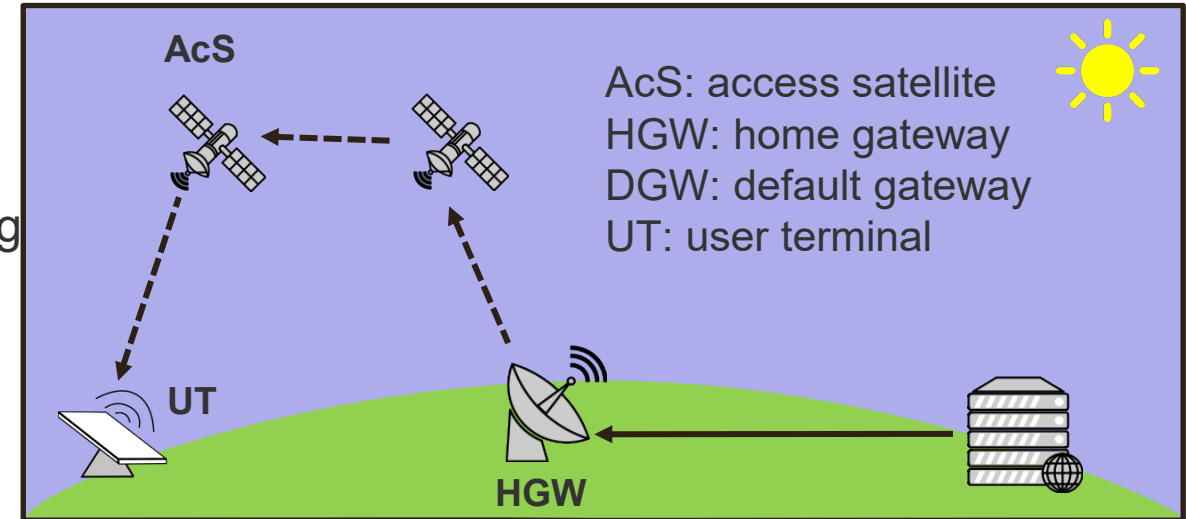 AcS
AcS: access satellite
HGW: home gateway
DGW: default gateway
UT: user terminal
g
UT
HGW